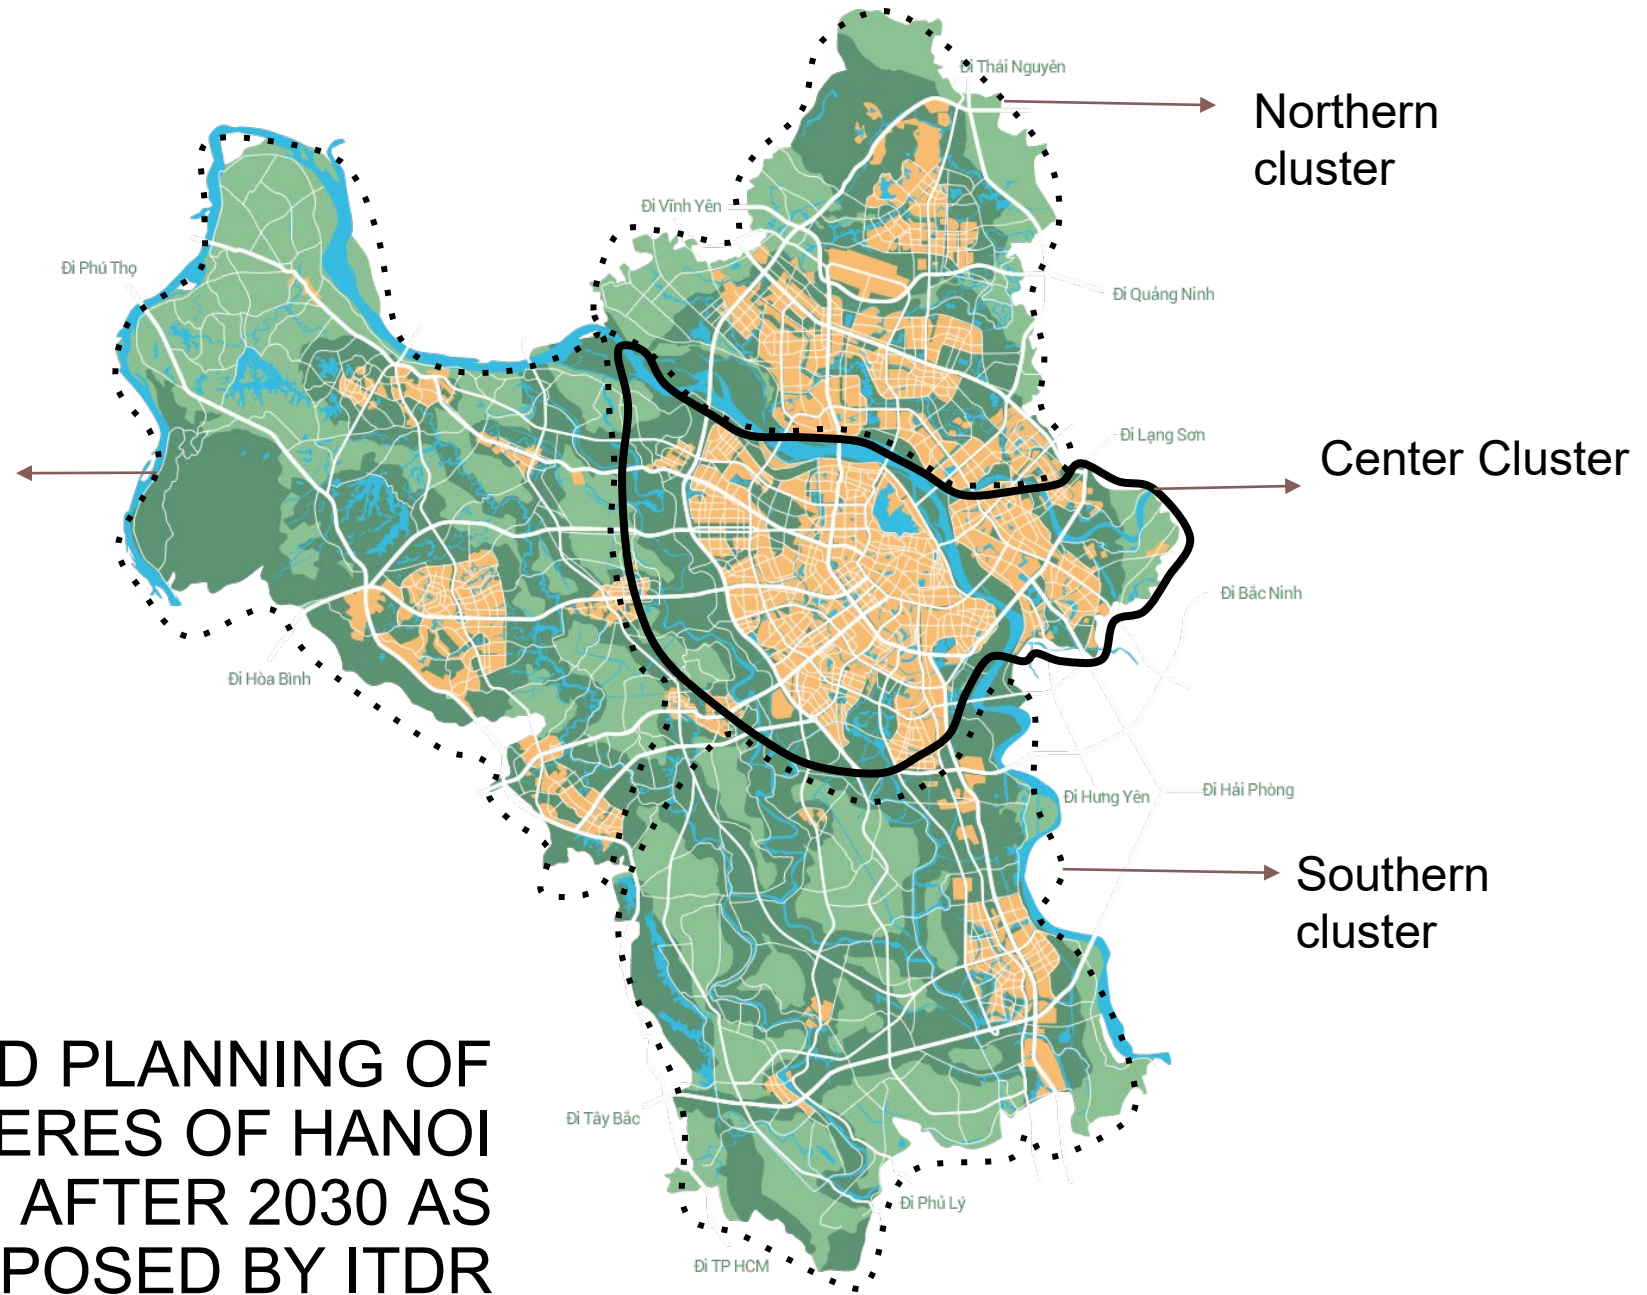 Đi Thái Nguyên
Northern
cluster
Đi Vĩnh Yên
Đi Phú Thọ
Đi Quảng Ninh
Đi Lạng Sơn
Center Cluster
Đi Bắc Ninh
Đi Hòa Bình
Đi Hưng Yên
Đi Hải Phòng
Southern
cluster
D PLANNING OF
ERES OF HANOI
AFTER 2030 AS
POSED BY ITDR
Đi Tây Bắc
Đi Phủ Lý
Đi TP HCM